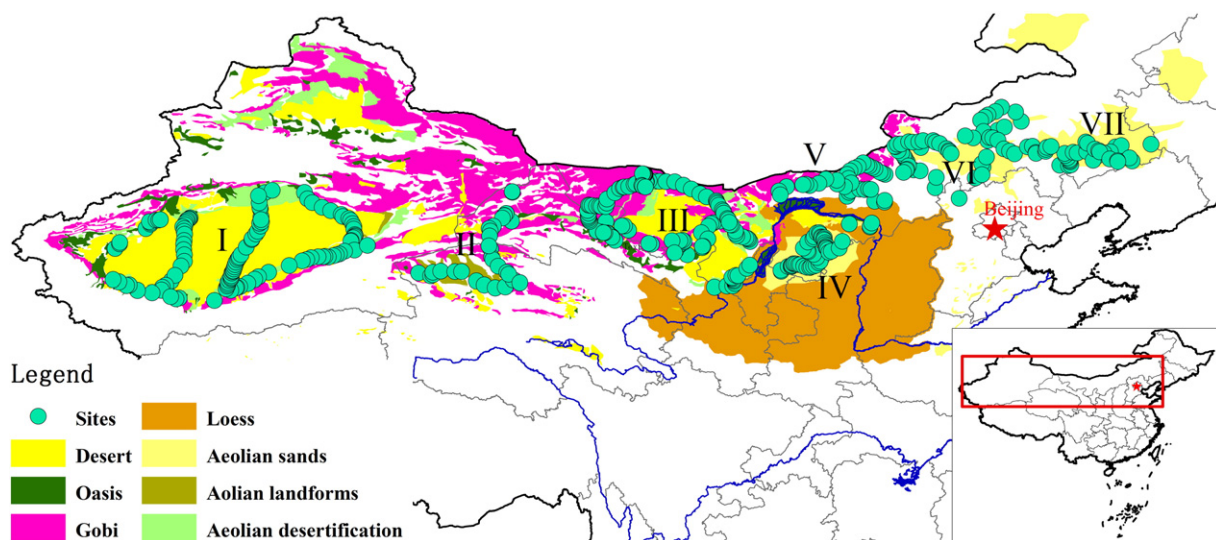 VII
V
VI
Beijing
III
I
II
IV
Legend
Sites
Loess
Desert
Aeolian sands
Oasis
Aolian landforms
Gobi
Aeolian desertification